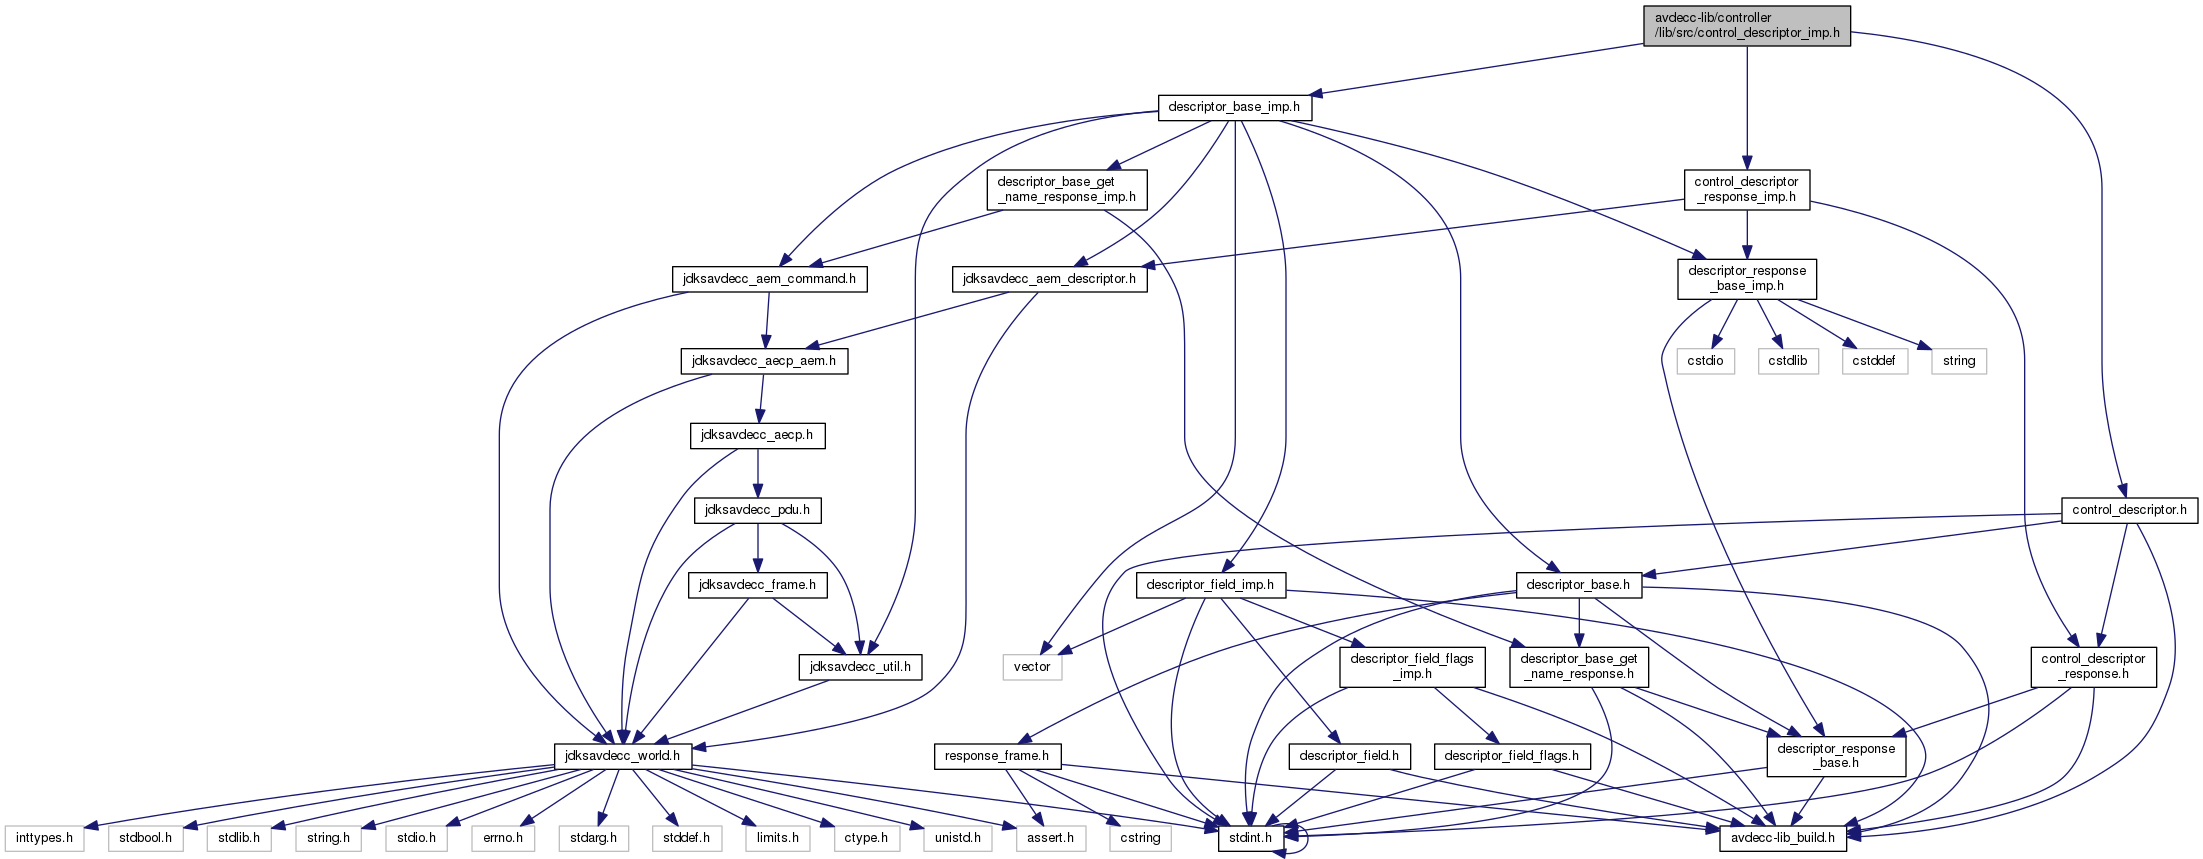 avdecc-lib/controller
/lib/src/control_descriptor_imp.h
descriptor_base_imp.h
descriptor_base_get
_name_response_imp.h
control_descriptor
_response_imp.h
jdksavdecc_aem_command.h
jdksavdecc_aem_descriptor.h
descriptor_response
_base_imp.h
jdksavdecc_aecp_aem.h
cstdio
cstdlib
cstddef
string
jdksavdecc_aecp.h
jdksavdecc_pdu.h
control_descriptor.h
jdksavdecc_frame.h
descriptor_field_imp.h
descriptor_base.h
jdksavdecc_util.h
vector
descriptor_field_flags
_imp.h
descriptor_base_get
_name_response.h
control_descriptor
_response.h
jdksavdecc_world.h
response_frame.h
descriptor_field.h
descriptor_field_flags.h
descriptor_response
_base.h
inttypes.h
stdbool.h
stdlib.h
string.h
stdio.h
errno.h
stdarg.h
stddef.h
limits.h
ctype.h
unistd.h
assert.h
cstring
stdint.h
avdecc-lib_build.h